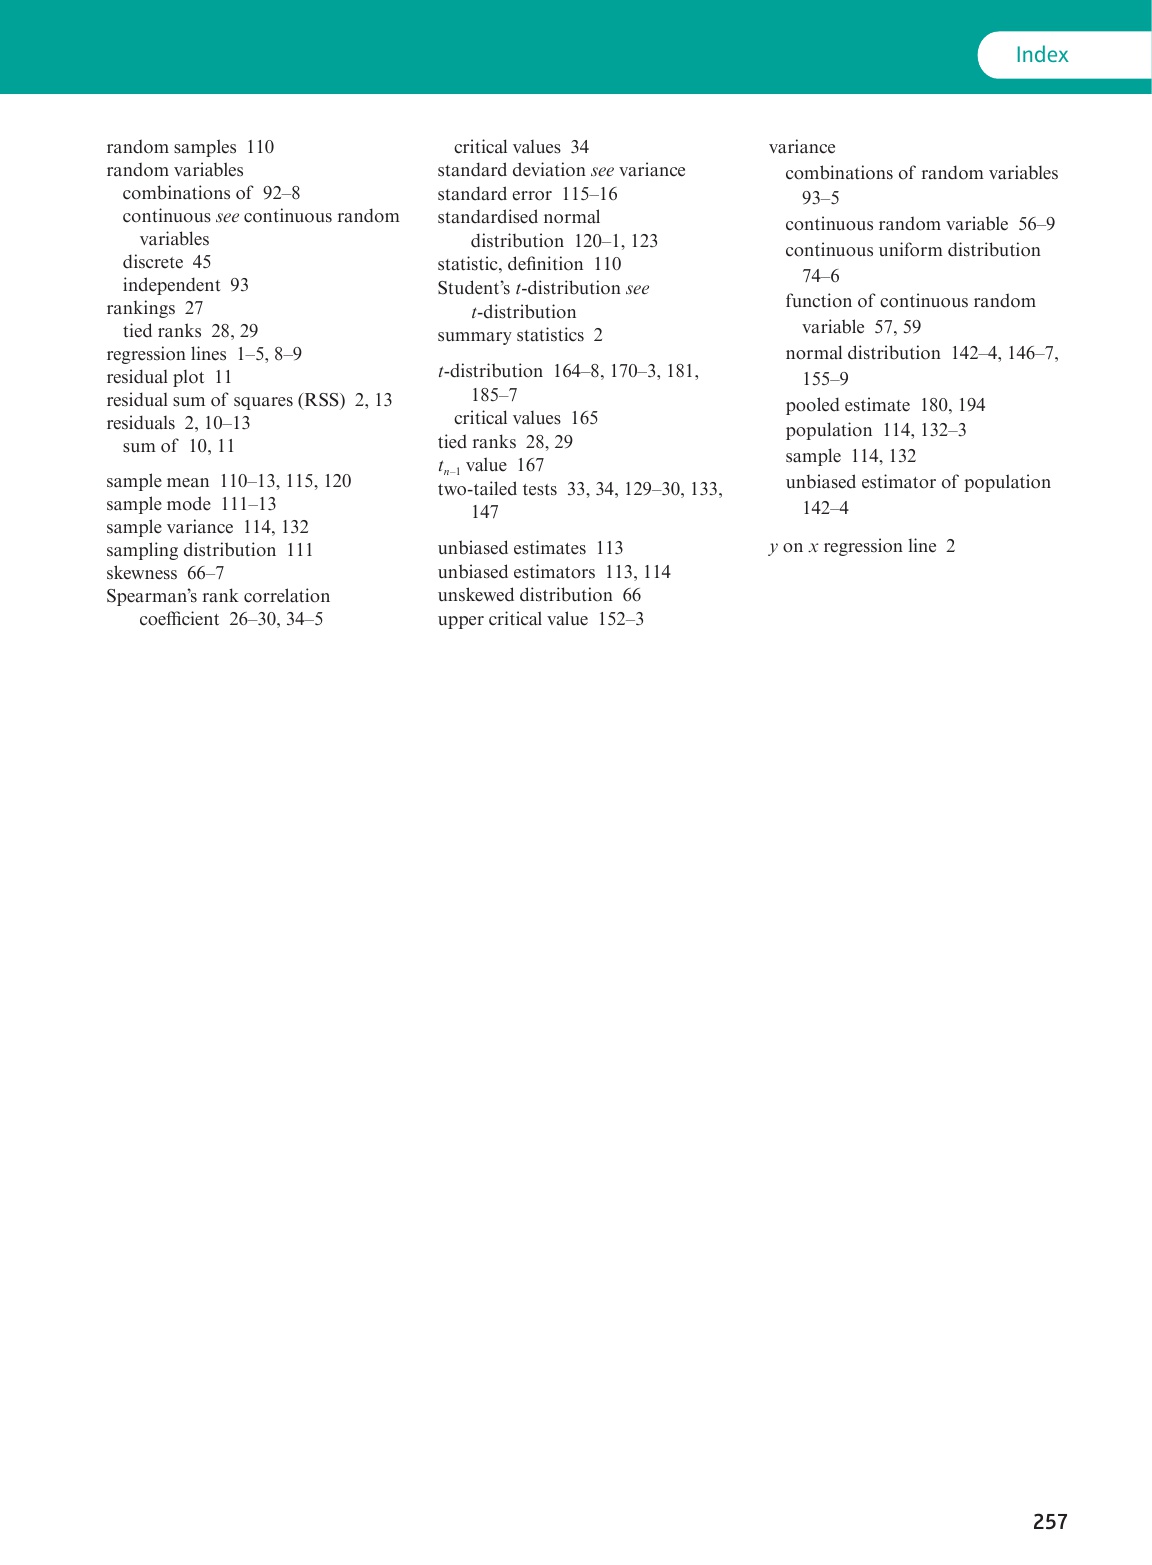 Index
random samples 110
random variables
combinations of 92–8
continuous see continuous random
variables
discrete 45
independent 93
rankings 27
tied ranks 28, 29
regression lines 1–5, 8–9
residual plot 11
residual sum of squares (RSS) 2, 13
residuals 2, 10–13
sum of 10, 11
sample mean 110–13, 115, 120
sample mode 111–13
sample variance 114, 132
sampling distribution 111
skewness 66–7
Spearman’s rank correlation
coefficient 26–30, 34–5
critical values 34
standard deviation see variance
standard error 115–16
standardised normal
distribution 120–1, 123
statistic, definition 110
Student’s t-distribution see
t-distribution
summary statistics 2
t-distribution 164–8, 170–3, 181,
185–7
critical values 165
tied ranks 28, 29
tn–1 value 167
two-tailed tests 33, 34, 129–30, 133,
147
unbiased estimates 113
unbiased estimators 113, 114
unskewed distribution 66
upper critical value 152–3
variance
combinations of random variables
93–5
continuous random variable 56–9
continuous uniform distribution
74–6
function of continuous random
variable 57, 59
normal distribution 142–4, 146–7,
155–9
pooled estimate 180, 194
population 114, 132–3
sample 114, 132
unbiased estimator of population
142–4
y on x regression line 2
257